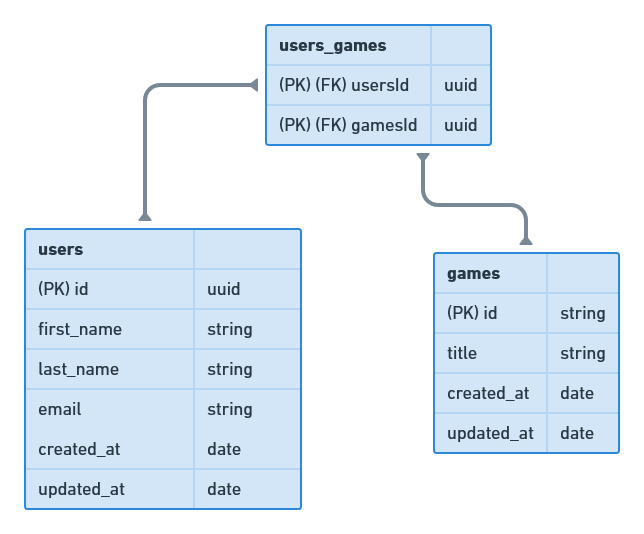 users_games
(PK) (FK) usersId uuid
(PK) (FK) gamesId uuid
users
(PK) id uuid
first_name string
last_name string
email string
created_at date
updated_at date
games
(PK) id string
title string
created_at date
updated_at date